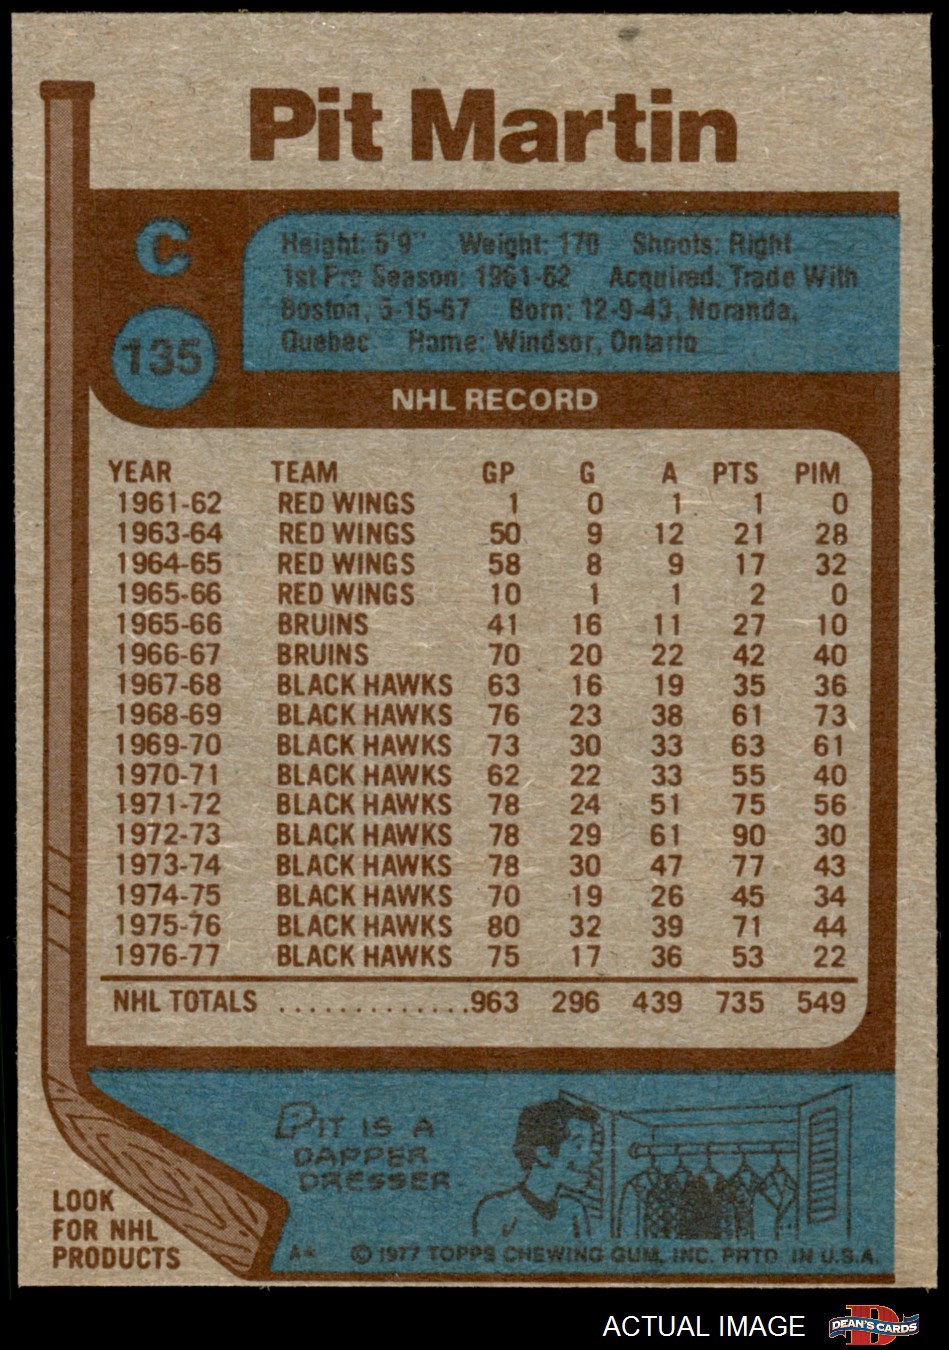 Pit Martin
C
135
Height: 5'9" Weight: 170 Shoots: Right
1st Pro Season: 1961-62 Acquired: Trade With
Boston, 5-15-67 Born: 12-9-43, Noranda,
Quebec Home: Windsor, Ontario
NHL RECORD
YEAR TEAM GP G A PTS PIM
1961-62 RED WINGS 1 0 1 1 0
1963-64 RED WINGS 50 9 12 21 28
1964-65 RED WINGS 58 8 9 17 32
1965-66 RED WINGS 10 1 1 2 0
1965-66 BRUINS 41 16 11 27 10
1966-67 BRUINS 70 20 22 42 40
1967-68 BLACK HAWKS 63 16 19 35 36
1968-69 BLACK HAWKS 76 23 38 61 73
1969-70 BLACK HAWKS 73 30 33 63 61
1970-71 BLACK HAWKS 62 22 33 55 40
1971-72 BLACK HAWKS 78 24 51 75 56
1972-73 BLACK HAWKS 78 29 61 90 30
1973-74 BLACK HAWKS 78 30 47 77 43
1974-75 BLACK HAWKS 70 19 26 45 34
1975-76 BLACK HAWKS 80 32 39 71 44
1976-77 BLACK HAWKS 75 17 36 53 22
NHL TOTALS ..............963 296 439 735 549
PIT IS A
DAPPER
DRESSER
LOOK
FOR NHL
PRODUCTS
A* © 1977 TOPPS CHEWING GUM, INC. PRTD IN U.S.A.
ACTUAL IMAGE
D
DEAN'S CARDS